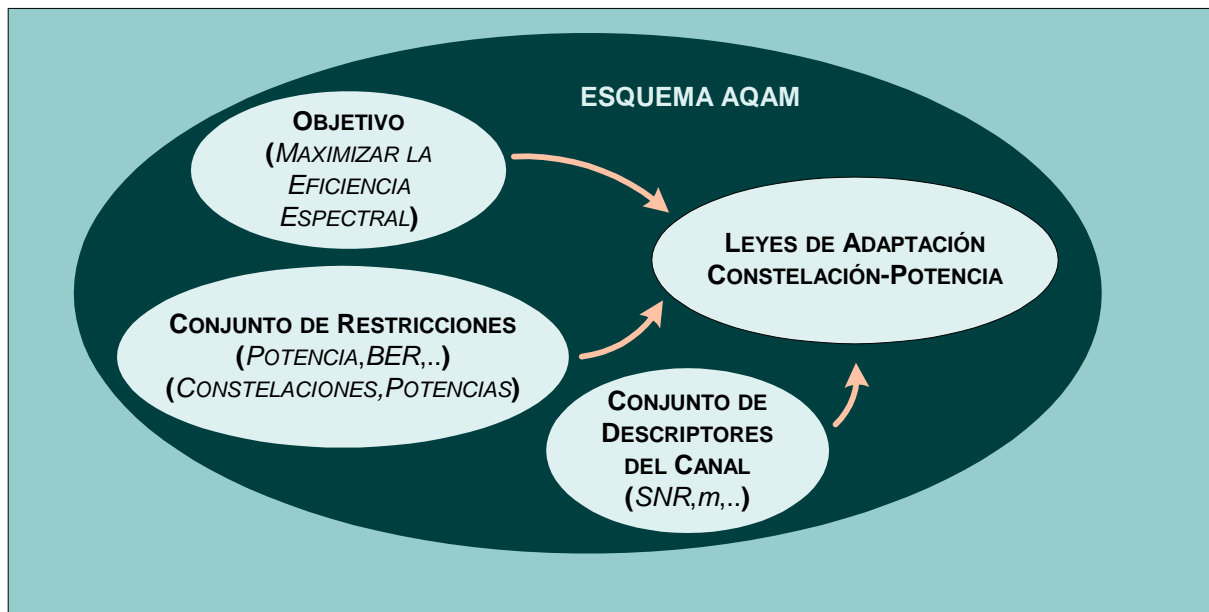 ESQUEMA AQAM
OBJETIVO
(MAXIMIZAR LA
EFICIENCIA
ESPECTRAL)
LEYES DE ADAPTACIÓN
CONSTELACIÓN-POTENCIA
CONJUNTO DE RESTRICCIONES
(POTENCIA,BER,..)
(CONSTELACIONES,POTENCIAS)
CONJUNTO DE
DESCRIPTORES
DEL CANAL
(SNR,m,..)